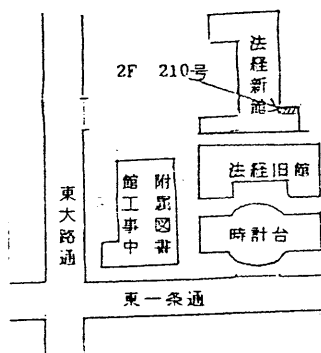 2F 210号
法経新館
法経旧館
時計台
附属図書
館工事中
東大路通
東一条通